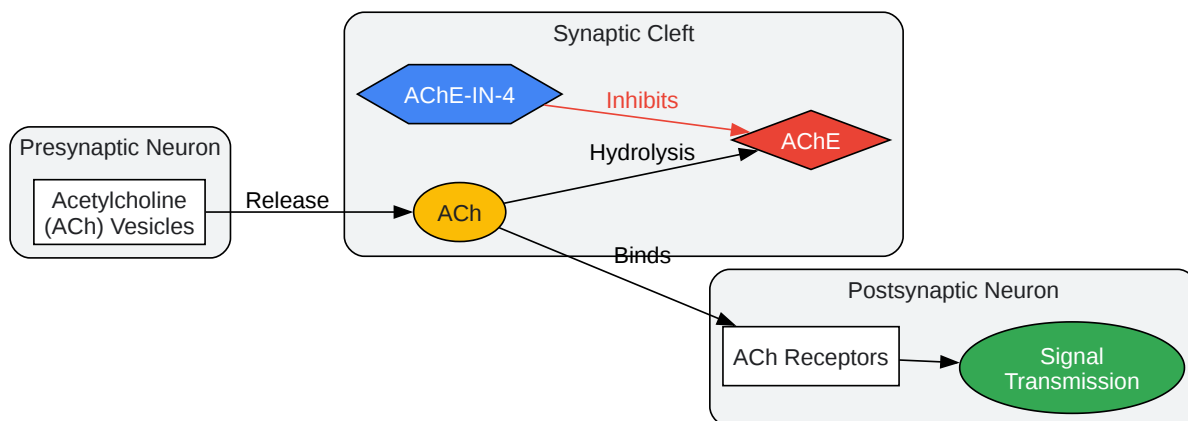 Synaptic Cleft
AChE-IN-4
Inhibits
AChE
Presynaptic Neuron
Hydrolysis
Acetylcholine
(ACh) Vesicles
Release
ACh
Binds
Postsynaptic Neuron
ACh Receptors
Signal
Transmission